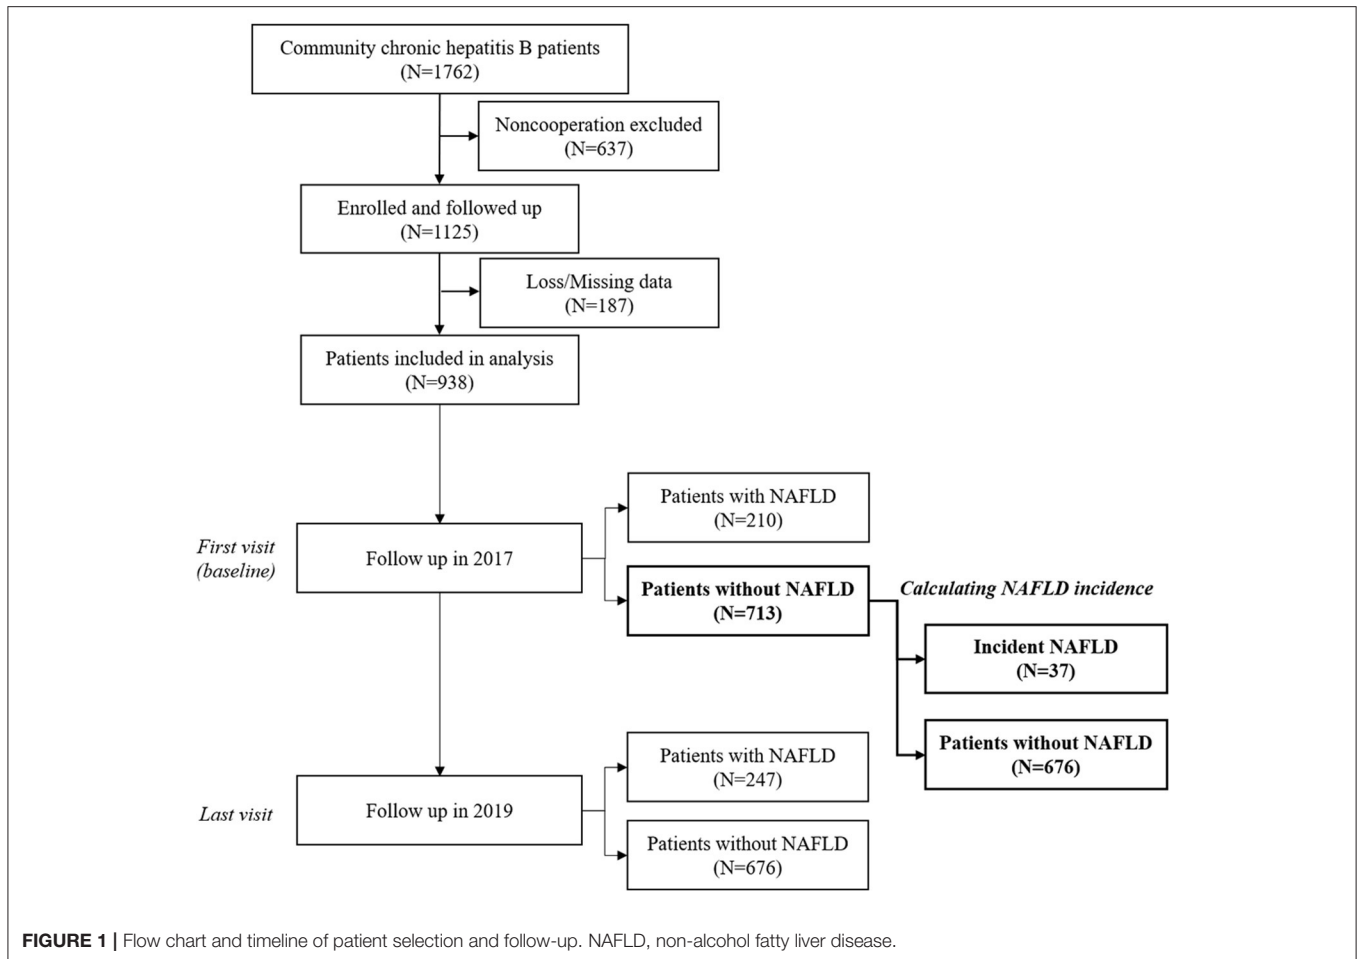 Community chronic hepatitis B patients
(N=1762)
Noncooperation excluded
(N=637)
Enrolled and followed up
(N=1125)
Loss/Missing data
(N=187)
Patients included in analysis
(N=938)
First visit
(baseline)
Follow up in 2017
Patients with NAFLD
(N=210)
Patients without NAFLD
(N=713)
Calculating NAFLD incidence
Incident NAFLD
(N=37)
Patients without NAFLD
(N=676)
Last visit
Follow up in 2019
Patients with NAFLD
(N=247)
Patients without NAFLD
(N=676)
FIGURE 1 | Flow chart and timeline of patient selection and follow-up. NAFLD, non-alcohol fatty liver disease.